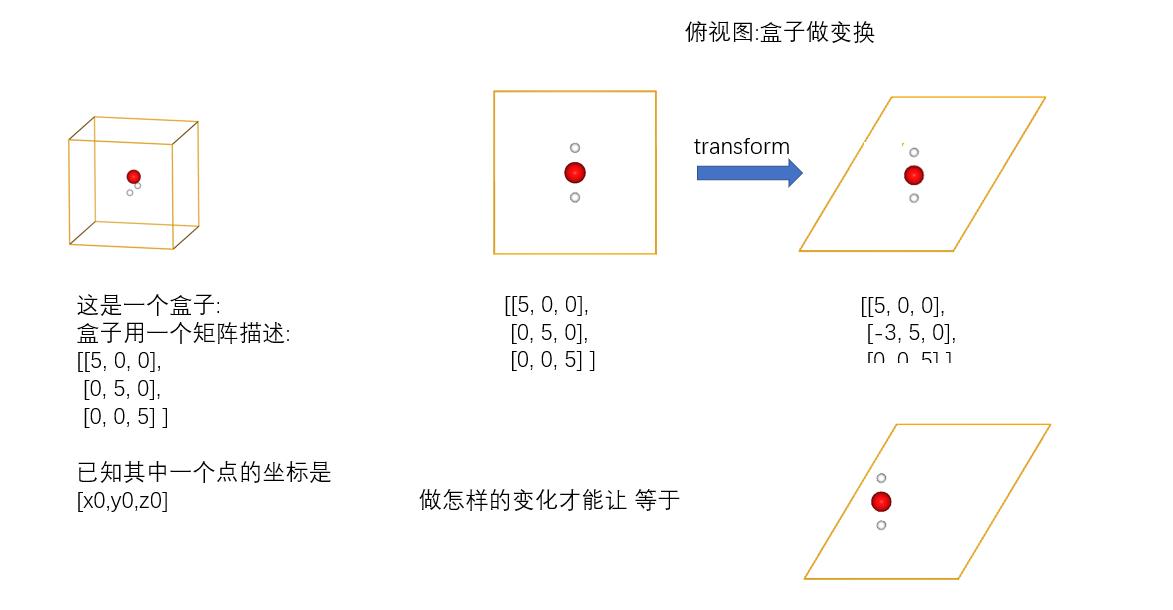 俯视图:盒子做变换
transform
这是一个盒子:
盒子用一个矩阵描述:
[[5, 0, 0],
[0, 5, 0],
[0, 0, 5] ]
已知其中一个点的坐标是
[x0,y0,z0]
[[5, 0, 0],
[0, 5, 0],
[0, 0, 5] ]
[[5, 0, 0],
[-3, 5, 0],
[0, 0, 5] ]
做怎样的变化才能让 等于